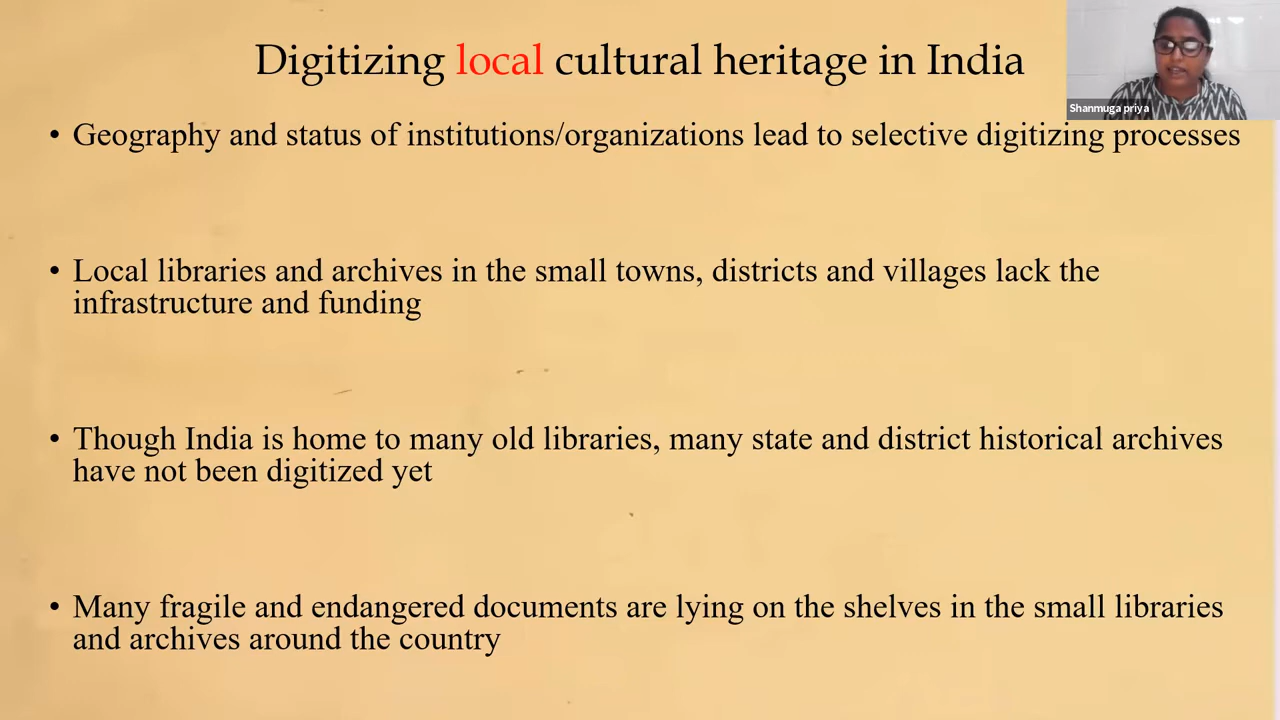 Digitizing local cultural heritage in India
Shanmuga priya
• Geography and status of institutions/organizations lead to selective digitizing processes
• Local libraries and archives in the small towns, districts and villages lack the
infrastructure and funding
• Though India is home to many old libraries, many state and district historical archives
have not been digitized yet
• Many fragile and endangered documents are lying on the shelves in the small libraries
and archives around the country